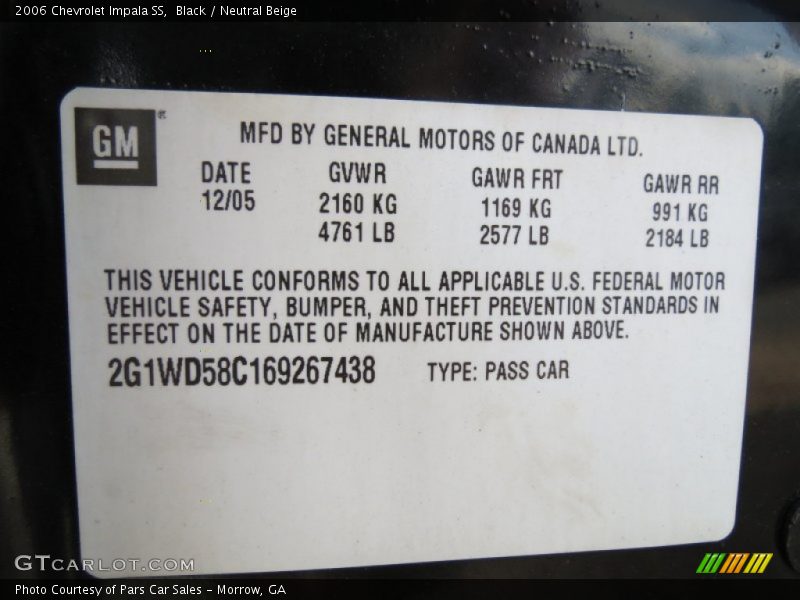 2006 Chevrolet Impala SS, Black / Neutral Beige
GM
MFD BY GENERAL MOTORS OF CANADA LTD.
DATE GVWR GAWR FRT GAWR RR
12/05 2160 KG 1169 KG 991 KG
4761 LB 2577 LB 2184 LB
THIS VEHICLE CONFORMS TO ALL APPLICABLE U.S. FEDERAL MOTOR
VEHICLE SAFETY, BUMPER, AND THEFT PREVENTION STANDARDS IN
EFFECT ON THE DATE OF MANUFACTURE SHOWN ABOVE.
2G1WD58C169267438 TYPE: PASS CAR
GTCARLOT.COM
Photo Courtesy of Pars Car Sales - Morrow, GA